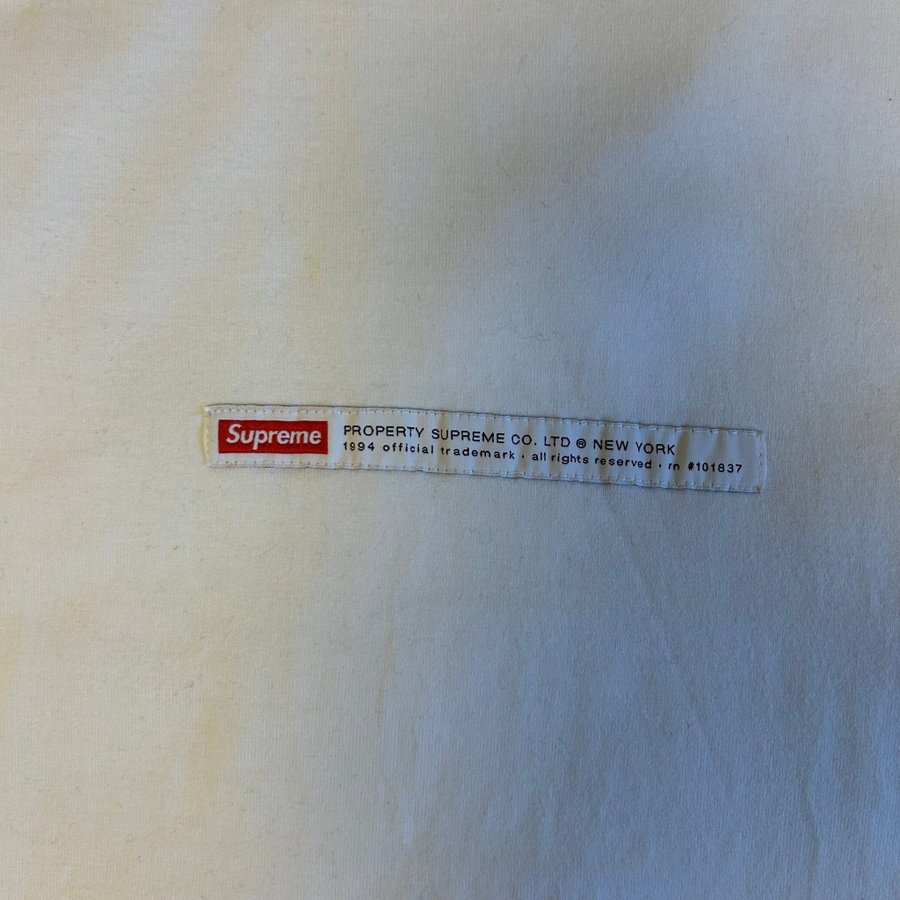 Supreme
PROPERTY SUPREME CO. LTD ® NEW YORK
1994 official trademark · all rights reserved · rn #101837